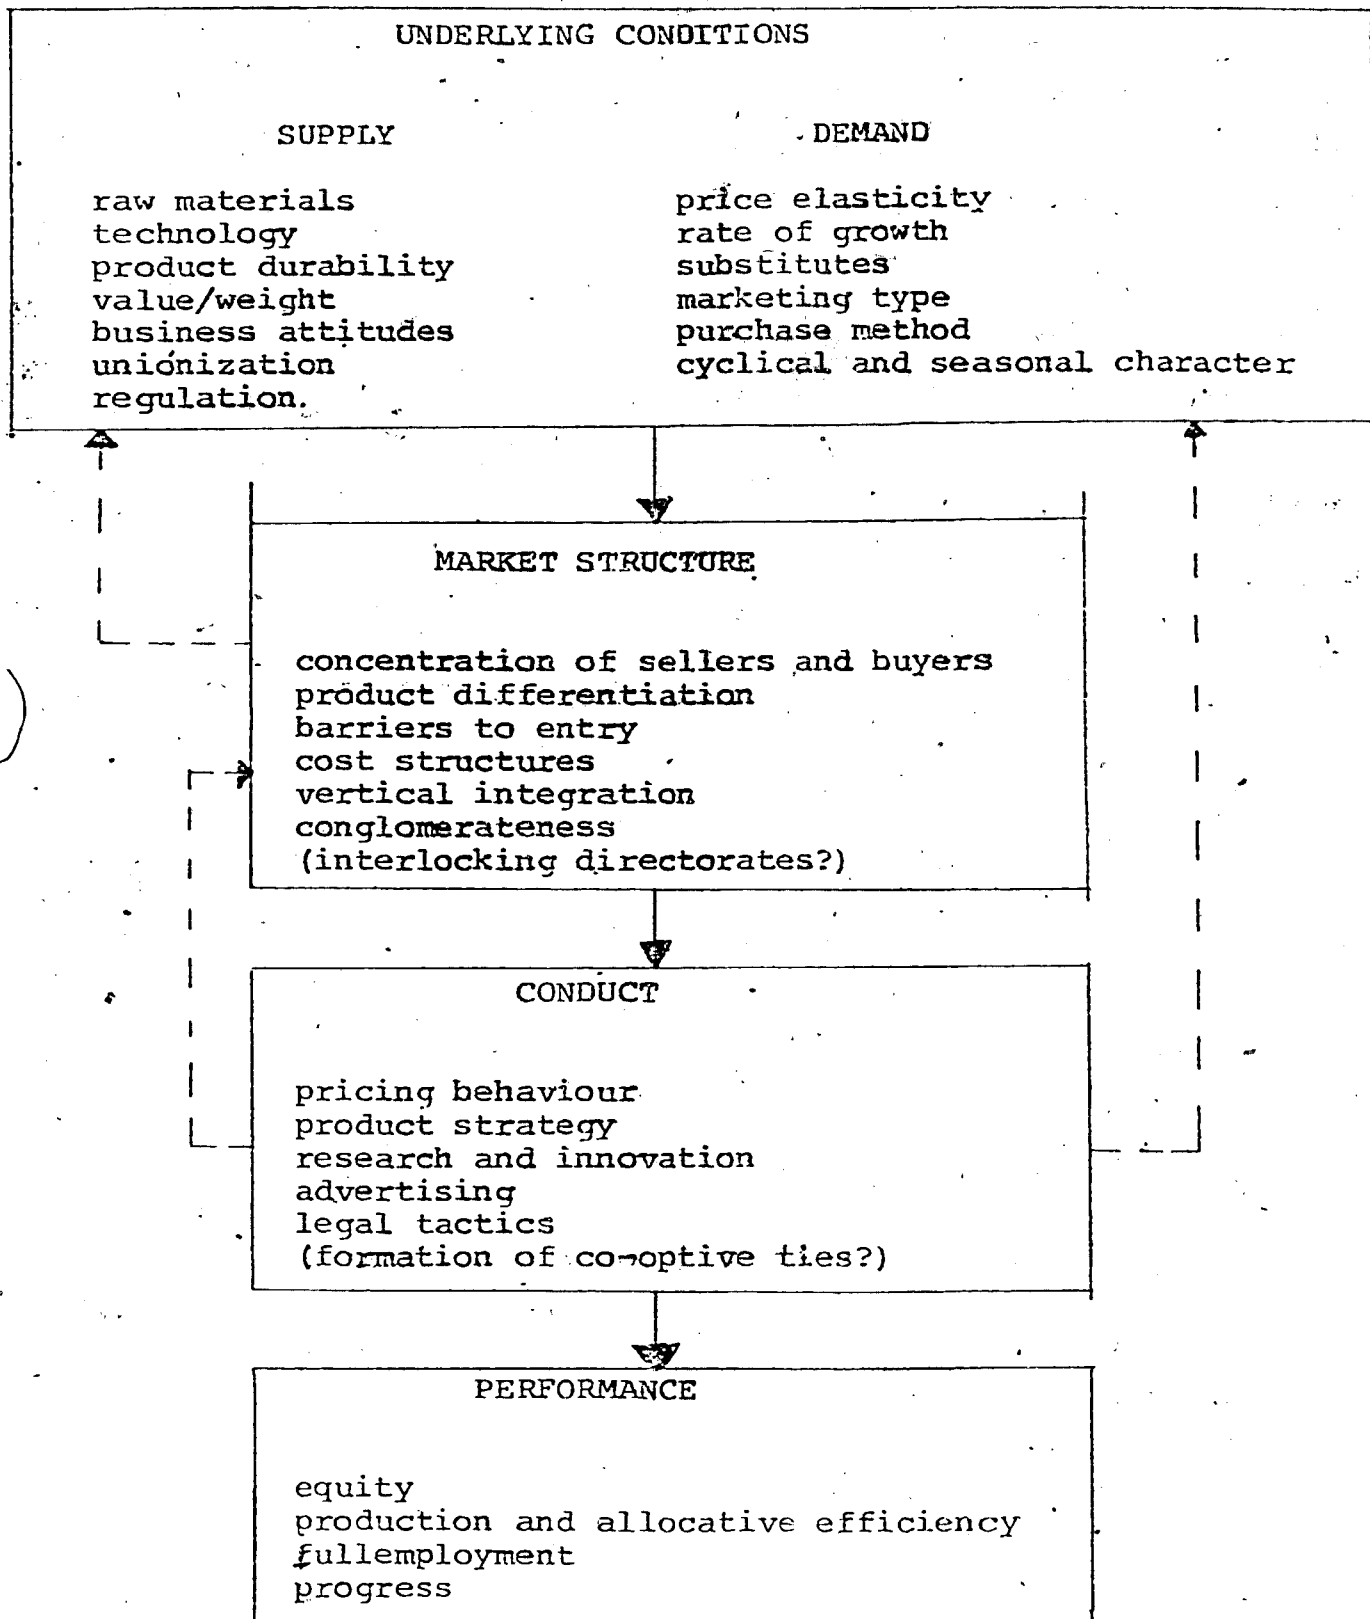 UNDERLYING CONDITIONS
SUPPLY
raw materials
technology
product durability
value/weight
business attitudes
unionization
regulation.
DEMAND
price elasticity
rate of growth
substitutes
marketing type
purchase method
cyclical and seasonal character
MARKET STRUCTURE
concentration of sellers and buyers
product differentiation
barriers to entry
cost structures
vertical integration
conglomerateness
(interlocking directorates?)
CONDUCT
pricing behaviour
product strategy
research and innovation
advertising
legal tactics
(formation of co-optive ties?)
PERFORMANCE
equity
production and allocative efficiency
fullemployment
progress